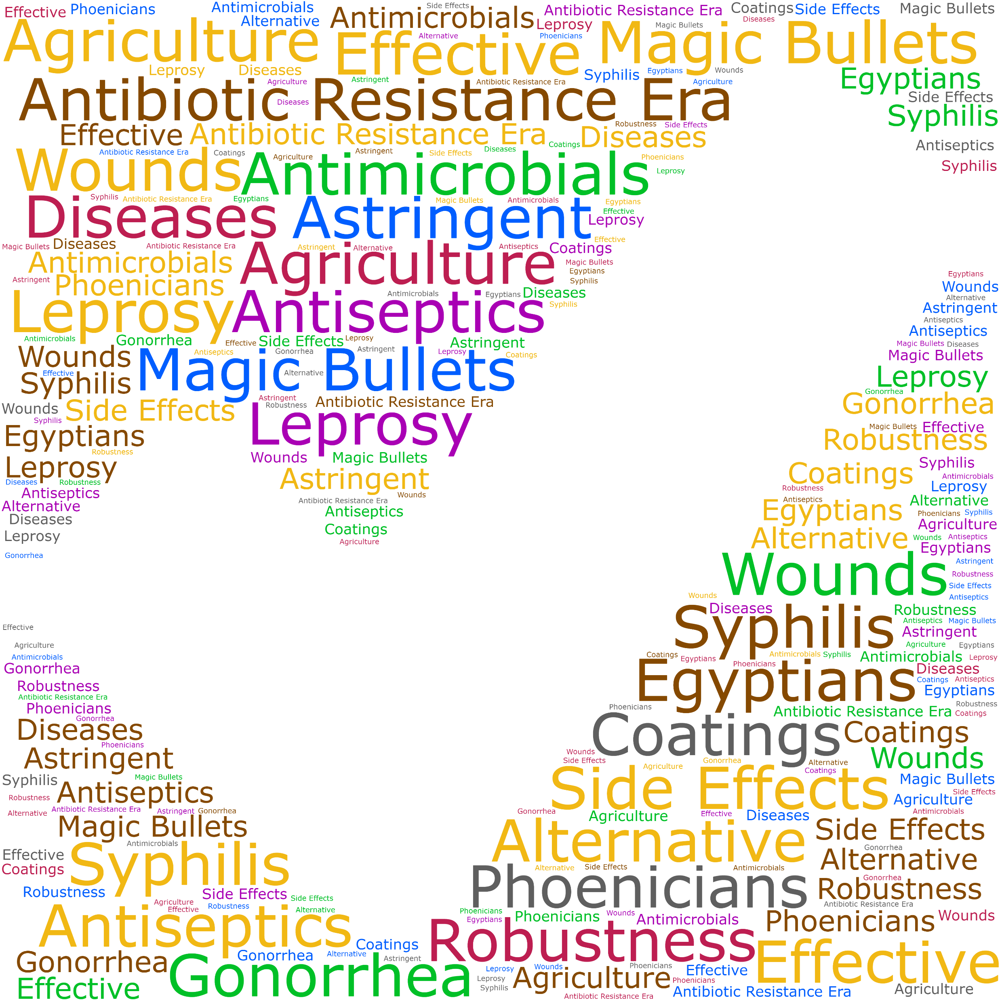 Effective Phoenicians Antimicrobials Side Effects Antibiotic Resistance Era Coatings Side Effects Magic Bullets
Alternative Antimicrobials Leprosy Magic Bullets Diseases
Agriculture Effective Alternative Phoenicians Magic Bullets
Leprosy Diseases Syphilis Egyptians Wounds Egyptians
Agriculture Astringent Antibiotic Resistance Era Agriculture
Antibiotic Resistance Era Side Effects
Diseases Syphilis
Effective Antibiotic Resistance Era Robustness Side Effects Diseases
Antibiotic Resistance Era Coatings Agriculture Astringent Side Effects Diseases Coatings Antiseptics
Wounds Antimicrobials Phoenicians Leprosy Syphilis
Syphilis Antibiotic Resistance Era Egyptians Magic Bullets Antimicrobials Egyptians
Diseases Astringent Effective Leprosy
Magic Bullets Diseases Antibiotic Resistance Era Astringent Alternative Antiseptics Effective Coatings
Antimicrobials Agriculture Magic Bullets
Astringent Phoenicians Egyptians Syphilis Egyptians
Antimicrobials Egyptians Diseases Wounds
Leprosy Antiseptics Syphilis Alternative Astringent
Antiseptics
Antimicrobials Gonorrhea Effective Side Effects Leprosy Astringent Antiseptics
Wounds Antiseptics Gonorrhea Astringent Leprosy Coatings Magic Bullets Diseases
Magic Bullets
Syphilis Effective Magic Bullets Alternative Leprosy
Gonorrhea
Wounds Side Effects Astringent Robustness Antibiotic Resistance Era Gonorrhea
Syphilis Leprosy Magic Bullets Effective
Egyptians Robustness
Robustness Wounds Magic Bullets Syphilis
Leprosy Astringent Coatings Antimicrobials
Diseases Robustness Leprosy
Antiseptics Wounds Robustness
Alternative Antibiotic Resistance Era Antiseptics Alternative
Diseases Antiseptics Egyptians Phoenicians Syphilis
Leprosy Coatings Agriculture
Agriculture Alternative Wounds Antiseptics
Gonorrhea Egyptians
Astringent
Wounds Robustness
Side Effects
Wounds Antiseptics
Diseases Robustness
Effective Syphilis Antiseptics Magic Bullets
Astringent
Agriculture Agriculture Egyptians
Antimicrobials Coatings Egyptians Antimicrobials Syphilis Antimicrobials Leprosy
Gonorrhea Phoenicians Diseases
Egyptians Coatings Antiseptics
Robustness Egyptians
Antibiotic Resistance Era Phoenicians Robustness
Phoenicians Antibiotic Resistance Era Coatings
Gonorrhea
Diseases Coatings Coatings
Phoenicians
Astringent Wounds Wounds
Side Effects Agriculture Gonorrhea Alternative
Syphilis Magic Bullets Coatings Magic Bullets
Antiseptics Side Effects Side Effects
Robustness Agriculture
Alternative Antibiotic Resistance Era Astringent Gonorrhea Gonorrhea Agriculture Effective Diseases Antimicrobials
Magic Bullets Side Effects
Antimicrobials Alternative Gonorrhea
Effective Syphilis Alternative
Coatings Alternative Side Effects Antimicrobials
Gonorrhea
Robustness Side Effects Side Effects Phoenicians Robustness
Agriculture Robustness Antibiotic Resistance Era
Effective Alternative Phoenicians Phoenicians Wounds Wounds
Antiseptics Egyptians Antimicrobials Phoenicians
Coatings Robustness
Gonorrhea Gonorrhea Alternative Astringent Effective
Leprosy Wounds Phoenicians Effective
Gonorrhea Leprosy Agriculture Phoenicians
Effective Syphilis Antibiotic Resistance Era Agriculture
Antibiotic Resistance Era